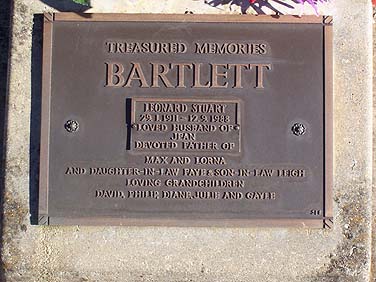 TREASURED MEMORIES
BARTLETT
LEONARD STUART
29.1.1911 - 12.9.1988
LOVED HUSBAND OF
JEAN
DEVOTED FATHER OF
MAX AND LORNA
AND DAUGHTER-IN-LAW FAYE & SON-IN-LAW LEIGH
LOVING GRANDCHILDREN
DAVID, PHILIP, DIANE, JULIE AND GAYLE